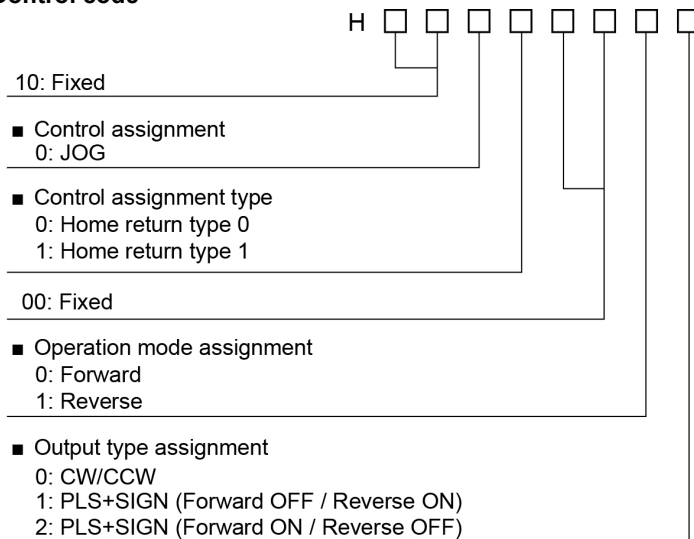 Control code
H □ □ □ □ □ □ □ □
10: Fixed
■ Control assignment
0: JOG
■ Control assignment type
0: Home return type 0
1: Home return type 1
00: Fixed
■ Operation mode assignment
0: Forward
1: Reverse
■ Output type assignment
0: CW/CCW
1: PLS+SIGN (Forward OFF / Reverse ON)
2: PLS+SIGN (Forward ON / Reverse OFF)